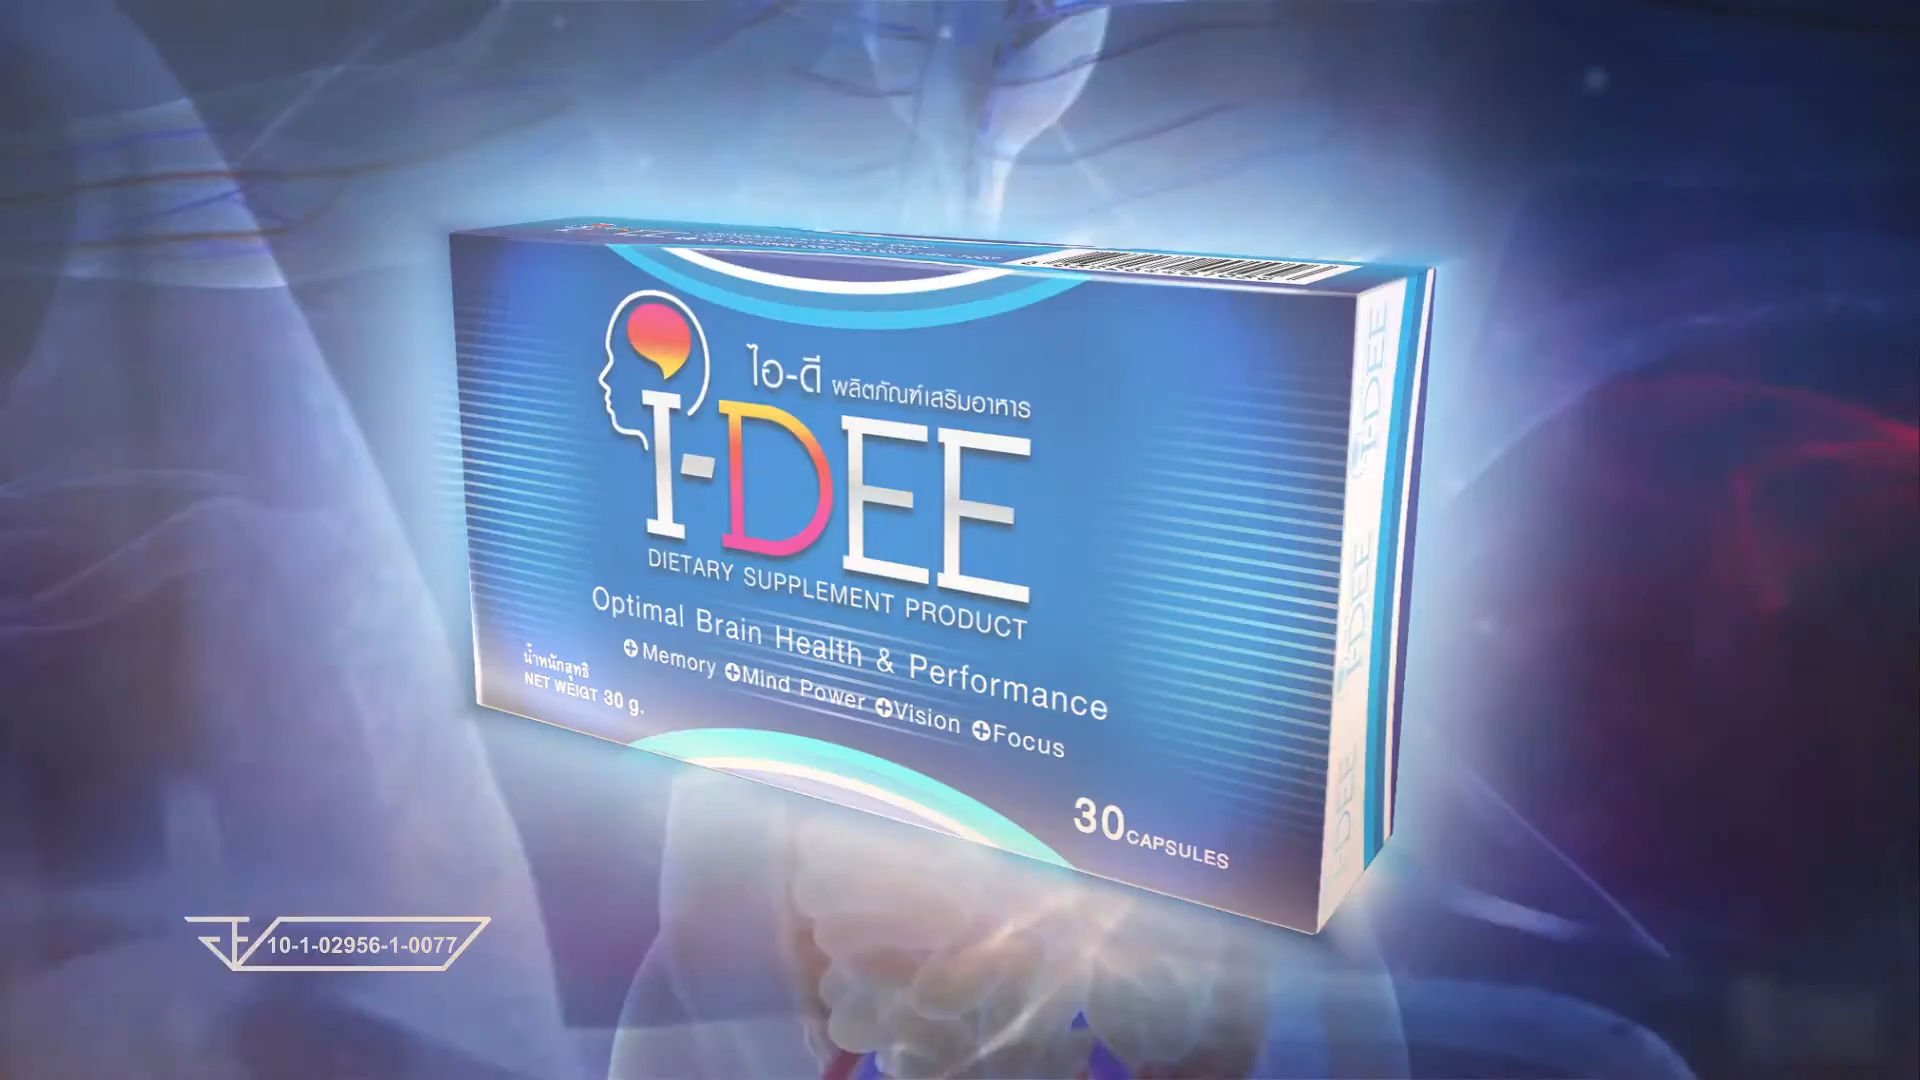 ไอ-ดี ผลิตภัณฑ์เสริมอาหาร
I-DEE
DIETARY SUPPLEMENT PRODUCT
Optimal Brain Health & Performance
Memory Mind Power Vision Focus
น้ำหนักสุทธิ
NET WEIGT 30 g.
30 CAPSULES
I-DEE
I-DEE
I-DEE
อย 10-1-02956-1-0077